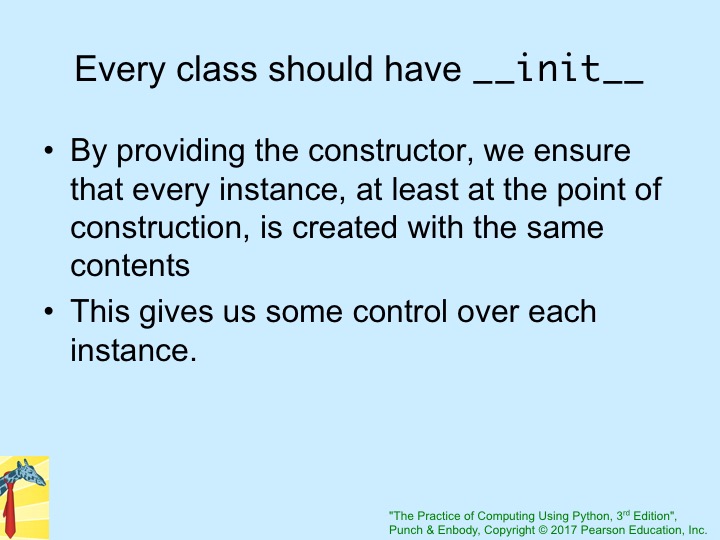 Every class should have __init__
• By providing the constructor, we ensure
that every instance, at least at the point of
construction, is created with the same
contents
• This gives us some control over each
instance.
"The Practice of Computing Using Python, 3rd Edition",
Punch & Enbody, Copyright © 2017 Pearson Education, Inc.